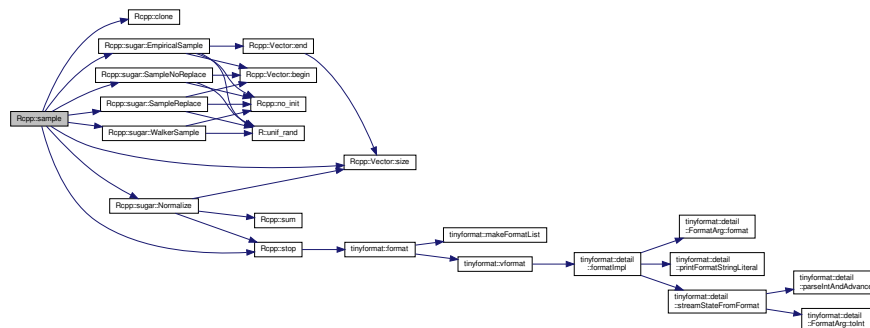 Rcpp::clone
Rcpp::sugar::EmpiricalSample
Rcpp::Vector::end
Rcpp::sugar::SampleNoReplace
Rcpp::Vector::begin
Rcpp::sugar::SampleReplace
Rcpp::no_init
Rcpp::sample
Rcpp::sugar::WalkerSample
R::unif_rand
Rcpp::Vector::size
Rcpp::sugar::Normalize
Rcpp::sum
Rcpp::stop
tinyformat::format
tinyformat::makeFormatList
tinyformat::vformat
tinyformat::detail
::formatImpl
tinyformat::detail
::FormatArg::format
tinyformat::detail
::printFormatStringLiteral
tinyformat::detail
::streamStateFromFormat
tinyformat::detail
::parseIntAndAdvance
tinyformat::detail
::FormatArg::toInt